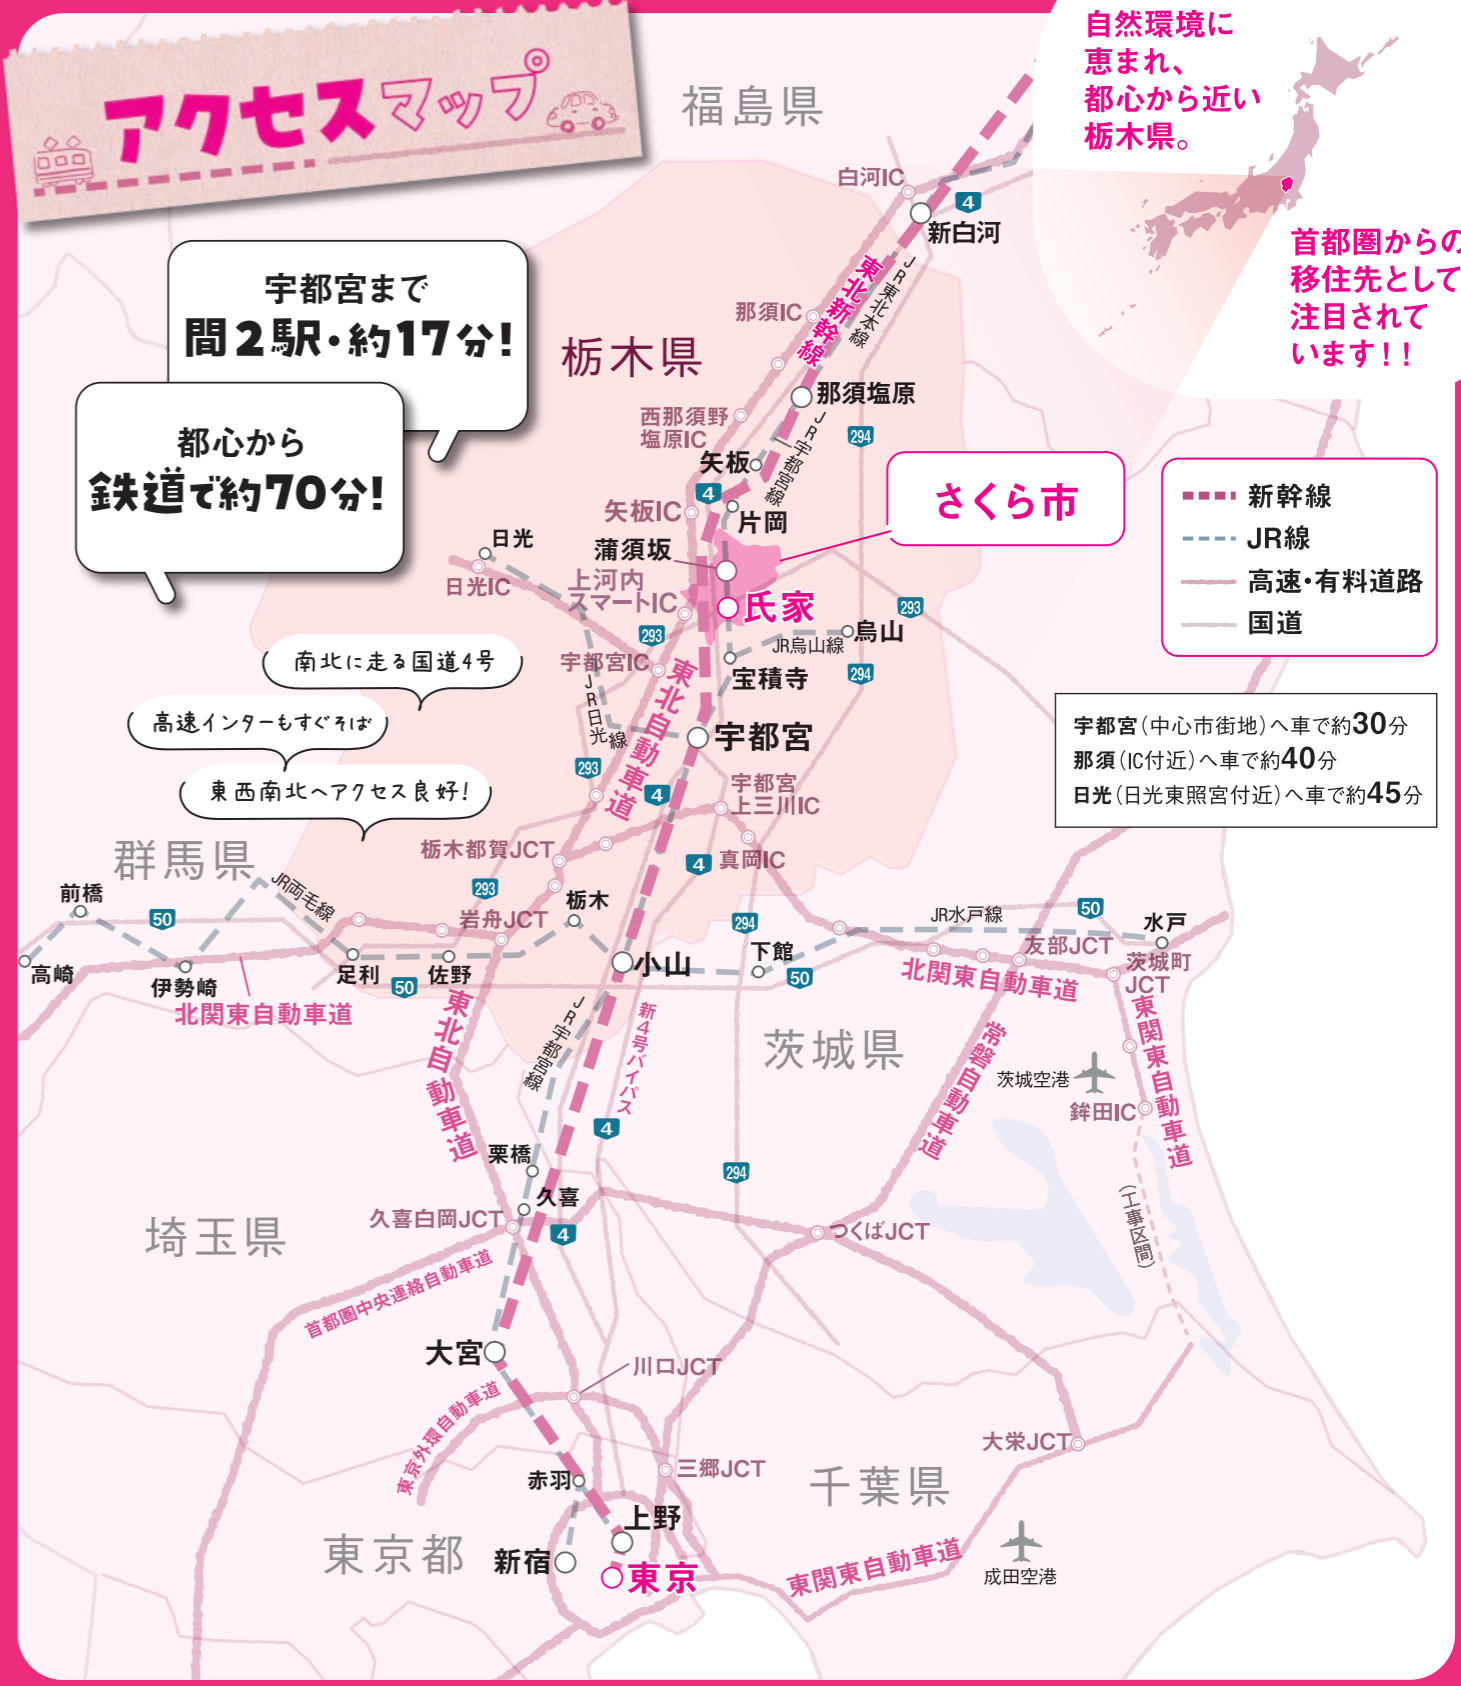 アクセスマップ
自然環境に
恵まれ、
都心から近い
栃木県。
首都圏からの
移住先として
注目されて
います!!
宇都宮まで
間2駅・約17分!
都心から
鉄道で約70分!
南北に走る国道4号
高速インターもすぐそば
東西南北へアクセス良好!
さくら市
新幹線
JR線
高速・有料道路
国道
宇都宮(中心市街地)へ車で約30分
那須(IC付近)へ車で約40分
日光(日光東照宮付近)へ車で約45分
福島県
白河IC
4
新白河
東北新幹線
JR東北本線
那須IC
栃木県
那須塩原
西那須野
塩原IC
JR宇都宮線
294
矢板
4
矢板IC
片岡
日光
蒲須坂
日光IC
上河内
スマートIC
氏家
293
293
烏山
JR烏山線
宇都宮IC
294
宝積寺
JR日光線
東北自動車道
宇都宮
293
4
宇都宮
上三川IC
群馬県
栃木都賀JCT
4
真岡IC
前橋
50
JR両毛線
293
岩舟JCT
栃木
294
JR水戸線
50
水戸
高崎
伊勢崎
足利
佐野
50
小山
下館
50
友部JCT
茨城町
JCT
北関東自動車道
北関東自動車道
東北自動車道
JR宇都宮線
新4号バイパス
茨城県
常磐自動車道
東関東自動車道
茨城空港
鉾田IC
4
栗橋
294
(工事区間)
久喜
久喜白岡JCT
4
つくばJCT
埼玉県
首都圏中央連絡自動車道
大宮
川口JCT
東京外環自動車道
大栄JCT
赤羽
三郷JCT
千葉県
上野
東京都
新宿
東京
東関東自動車道
成田空港